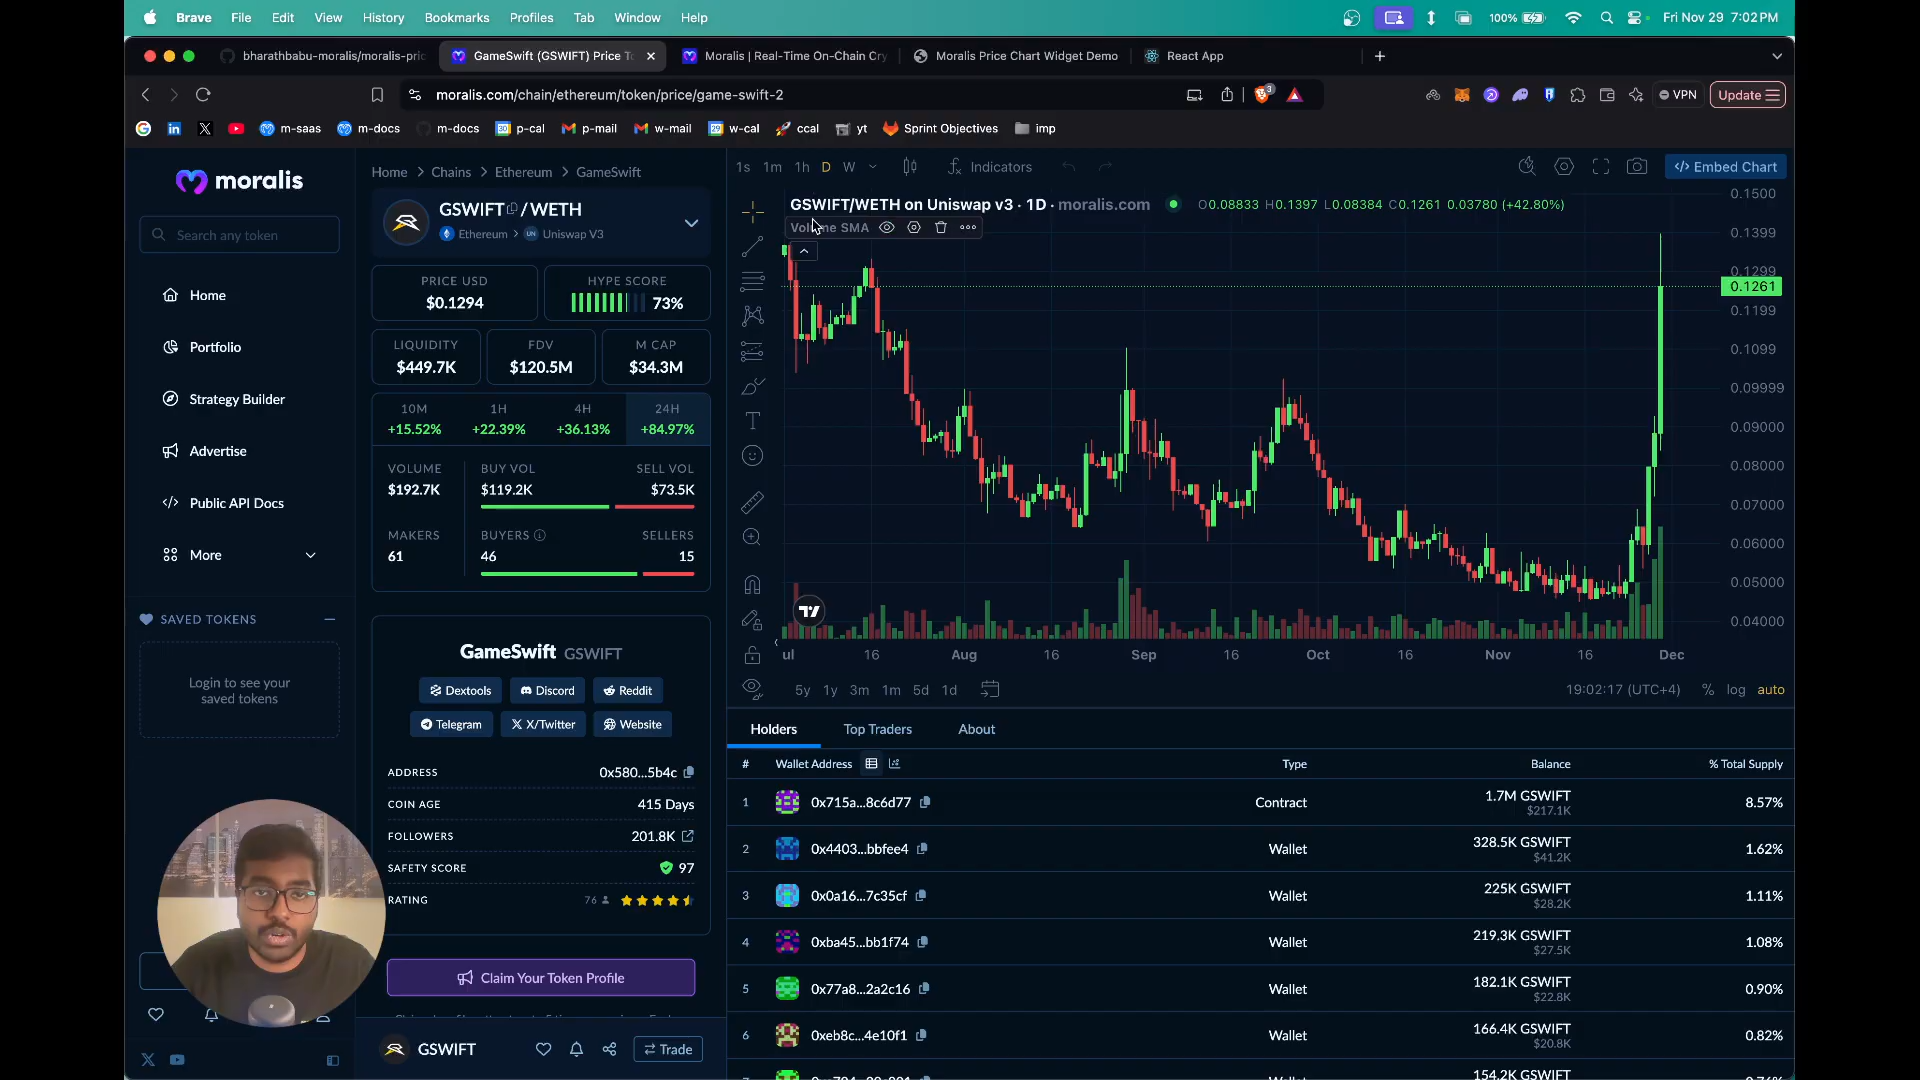 Brave File Edit View History Bookmarks Profiles Tab Window Help
100% Fri Nov 29 7:02 PM
bharathbabu-moralis/moralis-pric
GameSwift (GSWIFT) Price T
Moralis | Real-Time On-Chain Cry
Moralis Price Chart Widget Demo
React App
moralis.com/chain/ethereum/token/price/game-swift-2
3
VPN
Update
m-saas
m-docs
m-docs
p-cal
p-mail
w-mail
w-cal
ccal
yt
Sprint Objectives
imp
moralis
Search any token
Home
Portfolio
Strategy Builder
Advertise
Public API Docs
More
SAVED TOKENS
Login to see your
saved tokens
Home > Chains > Ethereum > GameSwift
GSWIFT / WETH
Ethereum > UN Uniswap V3
PRICE USD
$0.1294
HYPE SCORE
73%
LIQUIDITY
$449.7K
FDV
$120.5M
M CAP
$34.3M
10M
+15.52%
1H
+22.39%
4H
+36.13%
24H
+84.97%
VOLUME
$192.7K
BUY VOL
$119.2K
SELL VOL
$73.5K
MAKERS
61
BUYERS
46
SELLERS
15
GameSwift GSWIFT
Dextools
Discord
Reddit
Telegram
X/Twitter
Website
ADDRESS 0x580...5b4c
COIN AGE 415 Days
FOLLOWERS 201.8K
SAFETY SCORE 97
RATING 76
Claim Your Token Profile
GSWIFT
Trade
1s 1m 1h D W
Indicators
Embed Chart
GSWIFT/WETH on Uniswap v3 · 1D · moralis.com
O0.08833 H0.1397 L0.08384 C0.1261 0.03780 (+42.80%)
Volume SMA
0.1500
0.1399
0.1299
0.1261
0.1199
0.1099
0.09999
0.09000
0.08000
0.07000
0.06000
0.05000
0.04000
ul 16 Aug 16 Sep 16 Oct 16 Nov 16 Dec
5y 1y 3m 1m 5d 1d
19:02:17 (UTC+4) % log auto
Holders
Top Traders
About
# Wallet Address Type Balance % Total Supply
1 0x715a...8c6d77 Contract 1.7M GSWIFT 8.57%
$217.1K
2 0x4403...bbfee4 Wallet 328.5K GSWIFT 1.62%
$41.2K
3 0x0a16...7c35cf Wallet 225K GSWIFT 1.11%
$28.2K
4 0xba45...bb1f74 Wallet 219.3K GSWIFT 1.08%
$27.5K
5 0x77a8...2a2c16 Wallet 182.1K GSWIFT 0.90%
$22.8K
6 0xeb8c...4e10f1 Wallet 166.4K GSWIFT 0.82%
$20.8K
154.2K GSWIFT